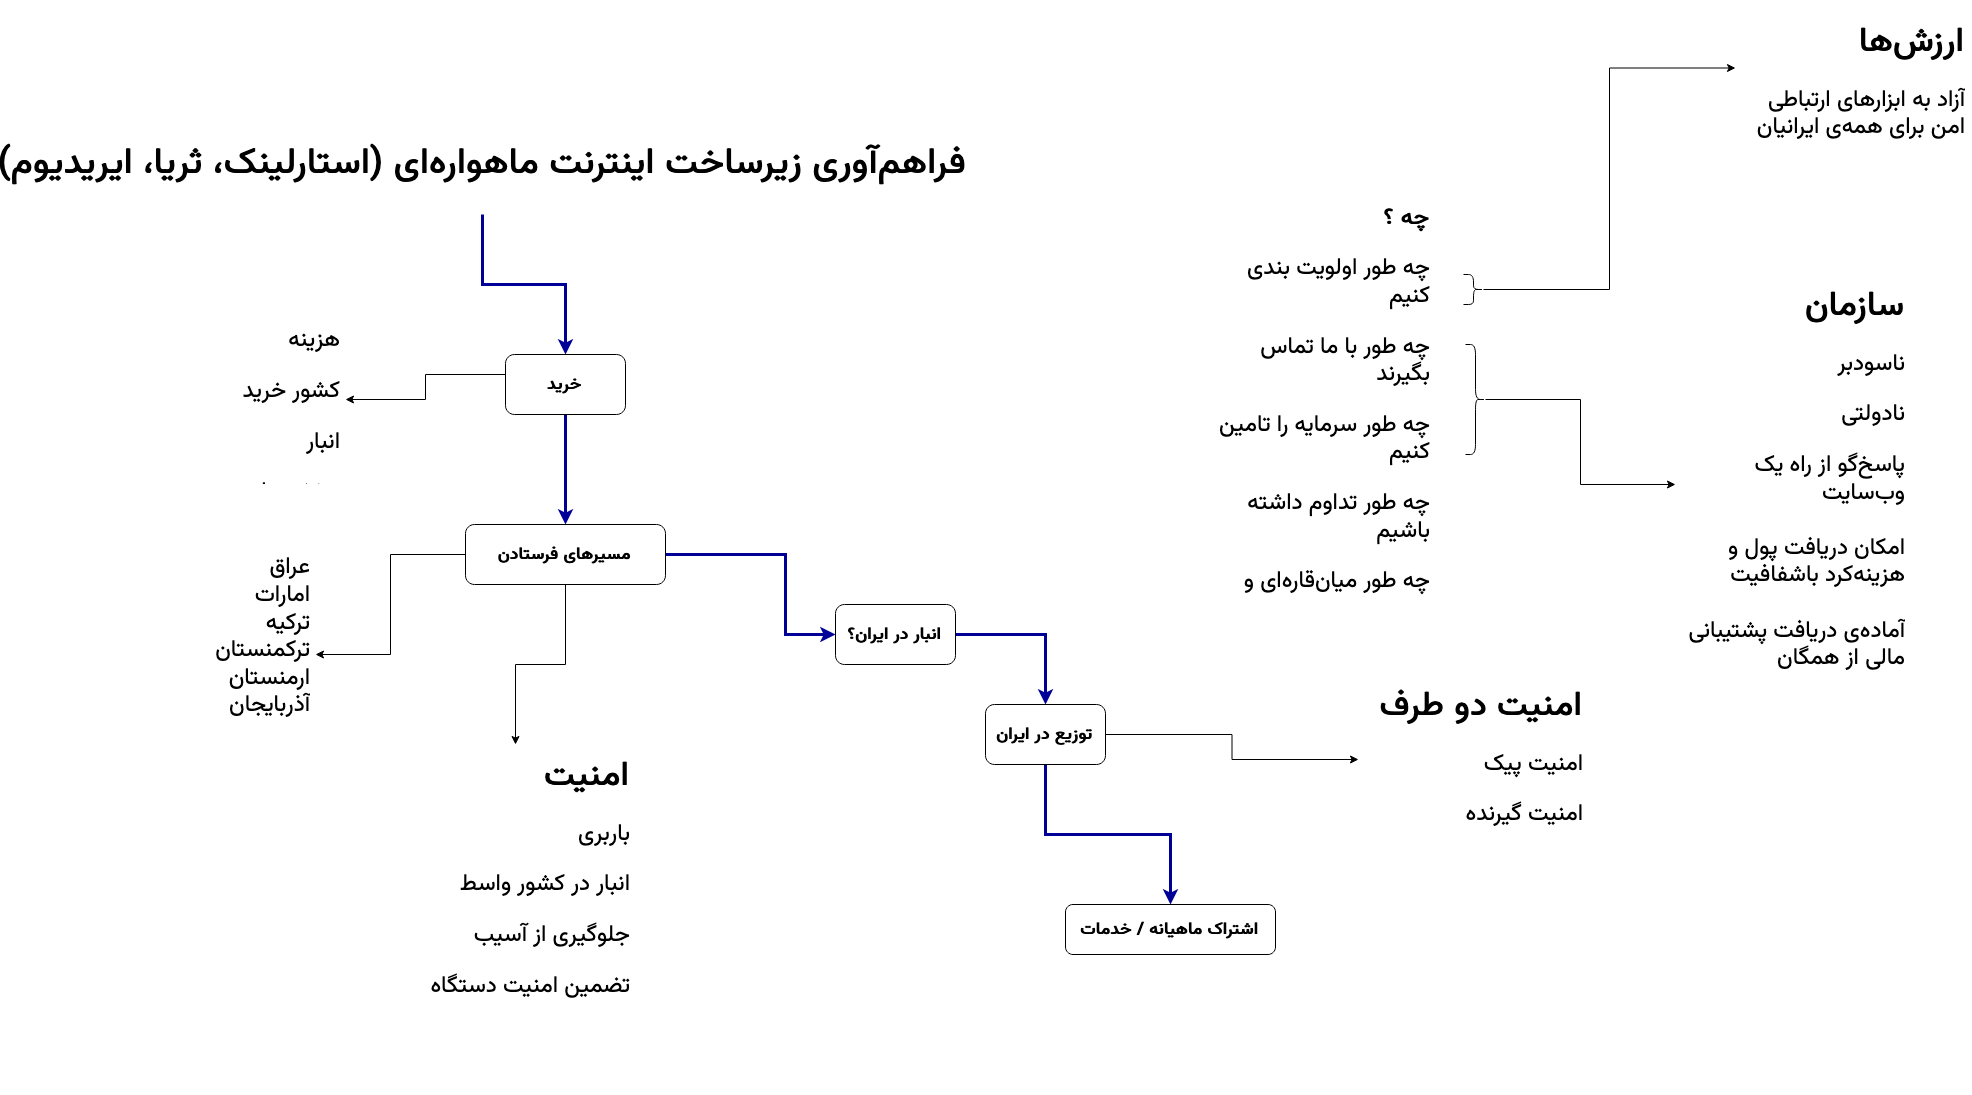 ارزش‌ها
آزاد به ابزارهای ارتباطی
امن برای همه‌ی ایرانیان
فراهم‌آوری زیرساخت اینترنت ماهواره‌ای (استارلینک، ثریا، ایریدیوم)
چه ؟
چه طور اولویت بندی
کنیم
چه طور با ما تماس
بگیرند
چه طور سرمایه را تامین
کنیم
چه طور تداوم داشته
باشیم
چه طور میان‌قاره‌ای و
سازمان
ناسودبر
نادولتی
پاسخ‌گو از راه یک
وب‌سایت
امکان دریافت پول و
هزینه‌کرد باشفافیت
آماده‌ی دریافت پشتیبانی
مالی از همگان
خرید
هزینه
کشور خرید
انبار
مسیرهای فرستادن
عراق
امارات
ترکیه
ترکمنستان
ارمنستان
آذربایجان
انبار در ایران؟
توزیع در ایران
امنیت دو طرف
امنیت پیک
امنیت گیرنده
امنیت
باربری
انبار در کشور واسط
جلوگیری از آسیب
تضمین امنیت دستگاه
اشتراک ماهیانه / خدمات